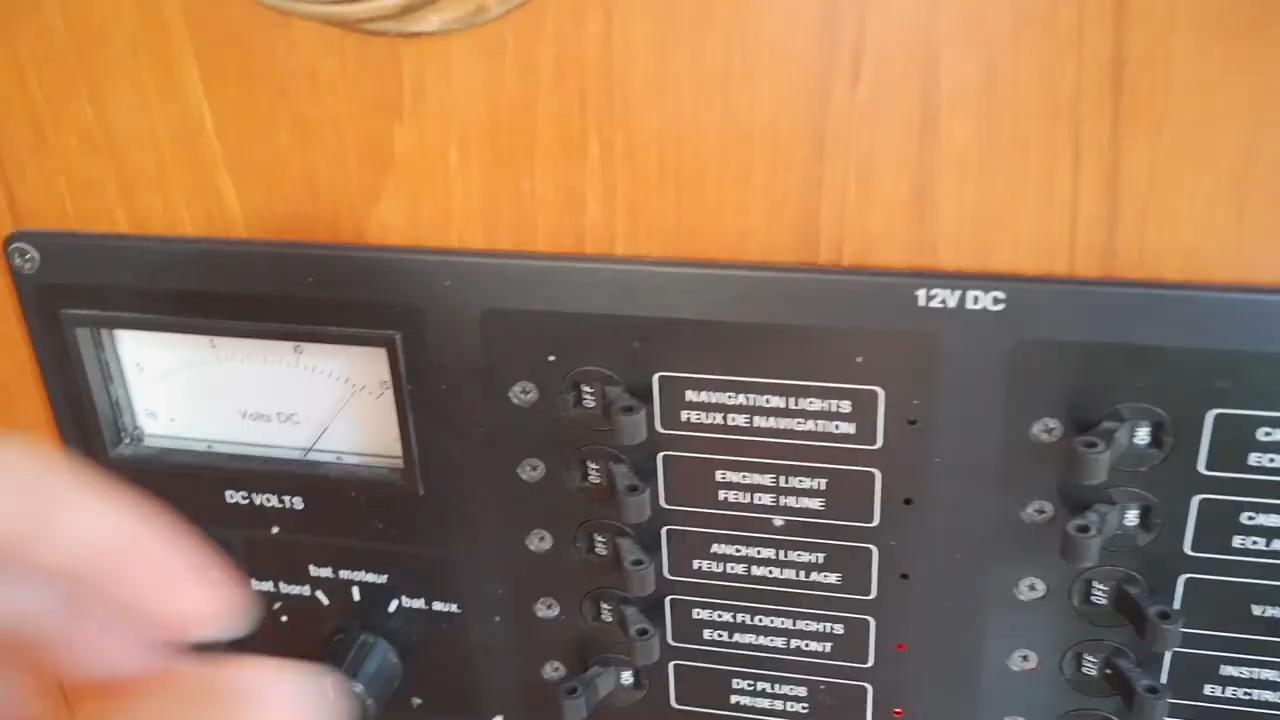 12V DC
5
10
Volts DC
DC VOLTS
bat. bord
bat. moteur
bat. aux.
OFF
NAVIGATION LIGHTS
FEUX DE NAVIGATION
OFF
ENGINE LIGHT
FEU DE HUNE
OFF
ANCHOR LIGHT
FEU DE MOUILLAGE
OFF
DECK FLOODLIGHTS
ECLAIRAGE PONT
ON
DC PLUGS
PRISES DC
ON
ON
OFF
OFF